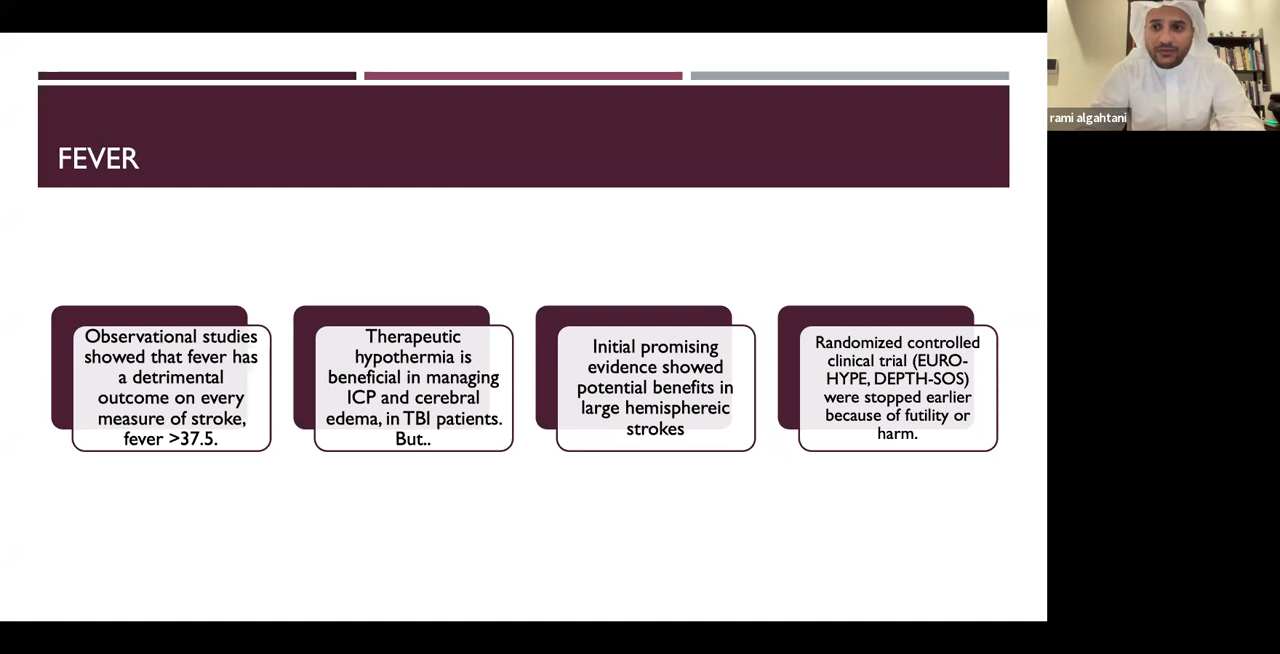 FEVER
Observational studies
showed that fever has
a detrimental
outcome on every
measure of stroke,
fever >37.5.
Therapeutic
hypothermia is
beneficial in managing
ICP and cerebral
edema, in TBI patients.
But..
Initial promising
evidence showed
potential benefits in
large hemisphereic
strokes
Randomized controlled
clinical trial (EURO-
HYPE, DEPTH-SOS)
were stopped earlier
because of futility or
harm.
rami algahtani